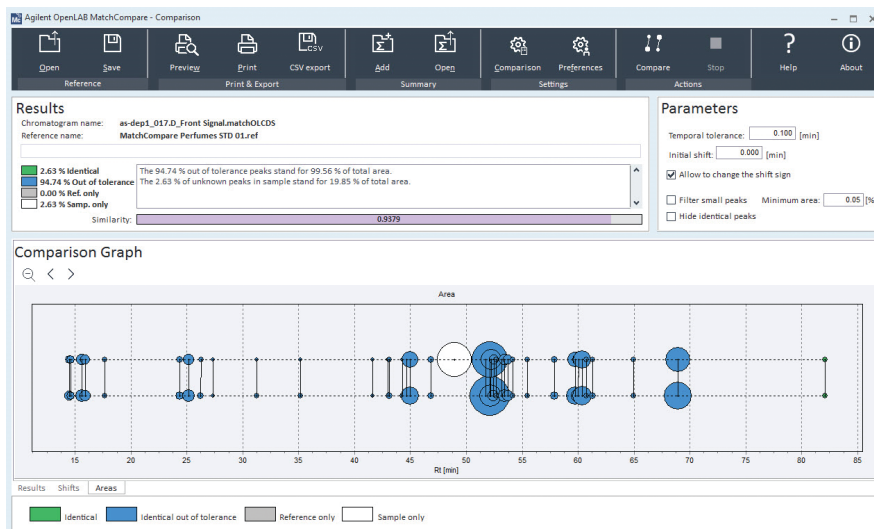 Mc Agilent OpenLAB MatchCompare - Comparison
Open Save Preview Print CSV export Add Open Comparison Preferences Compare Stop Help About
Reference Print & Export Summary Settings Actions
Results
Chromatogram name: as-dep1_017.D_Front Signal.matchOLCDS
Reference name: MatchCompare Perfumes STD 01.ref
2.63 % Identical
94.74 % Out of tolerance
0.00 % Ref. only
2.63 % Samp. only
The 94.74 % out of tolerance peaks stand for 99.56 % of total area.
The 2.63 % of unknown peaks in sample stand for 19.85 % of total area.
Similarity: 0.9379
Parameters
Temporal tolerance: 0.100 [min]
Initial shift: 0.000 [min]
Allow to change the shift sign
Filter small peaks Minimum area: 0.05 [%
Hide identical peaks
Comparison Graph
Area
15 20 25 30 35 40 45 50 55 60 65 70 75 80 85
Rt [min]
Results Shifts Areas
Identical Identical out of tolerance Reference only Sample only